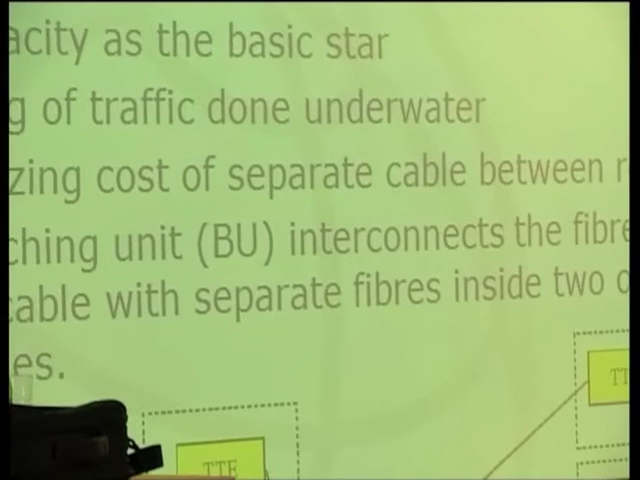 acity as the basic star
g of traffic done underwater
zing cost of separate cable between r
ching unit (BU) interconnects the fibre
cable with separate fibres inside two o
es.
TTE